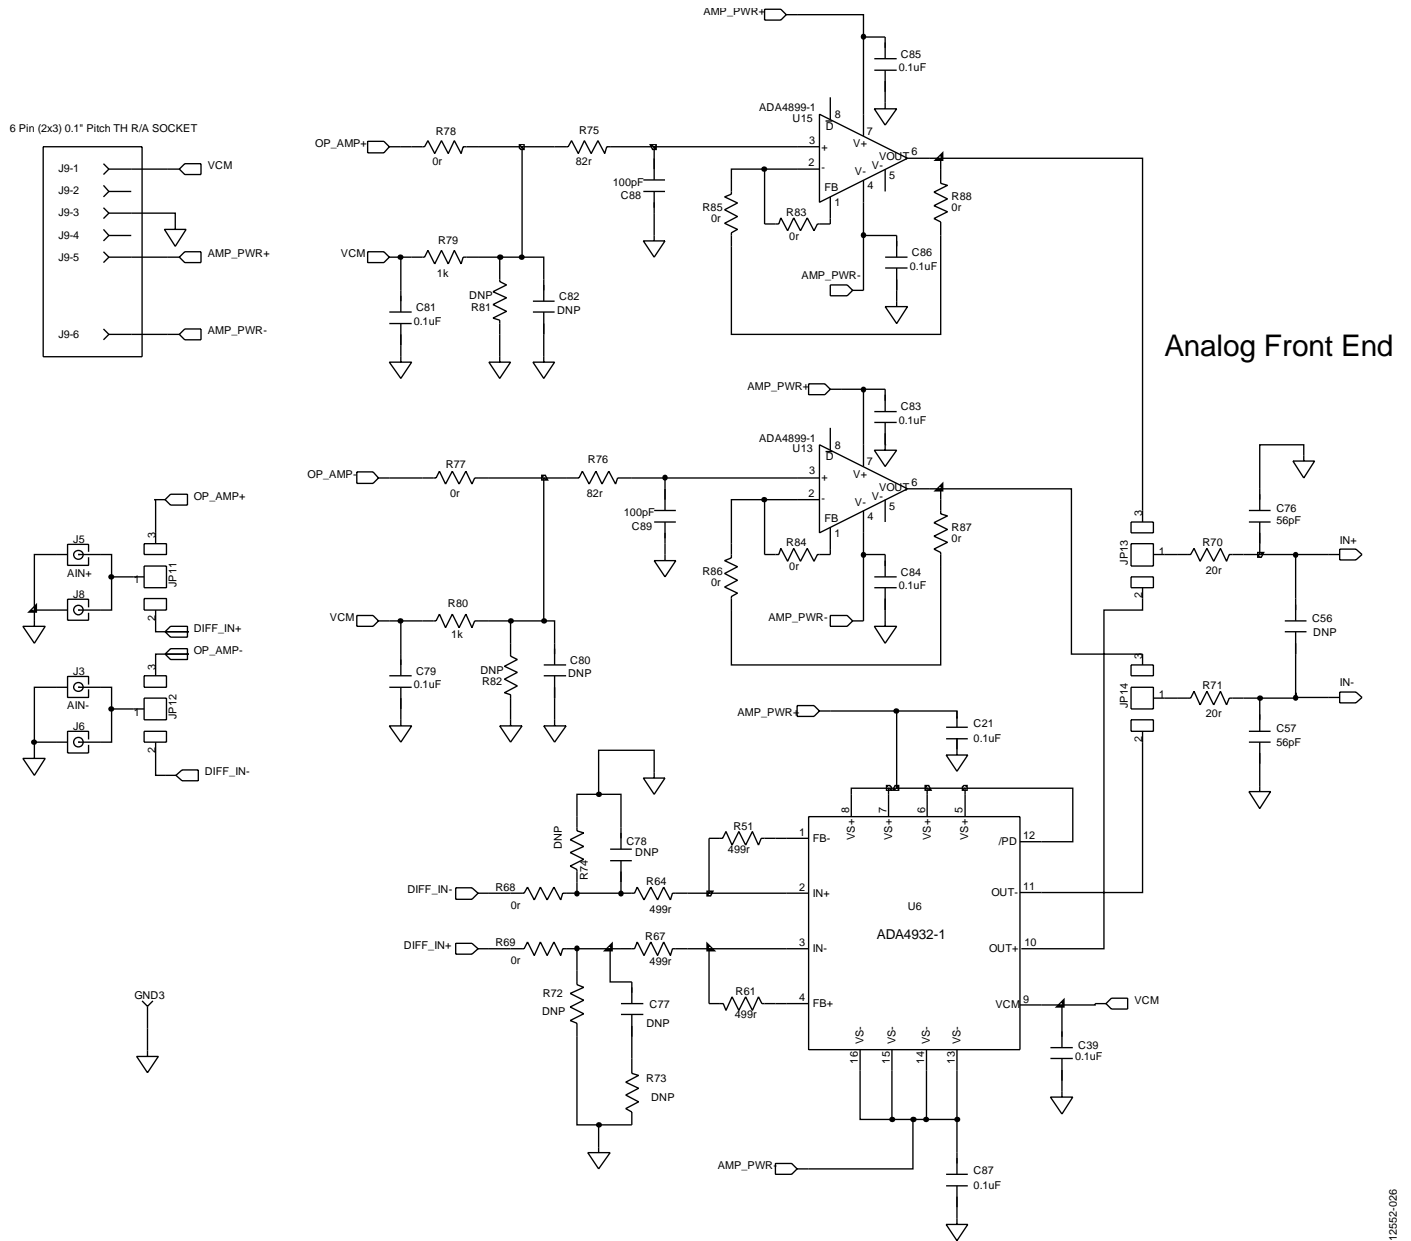 6 Pin (2x3) 0.1" Pitch TH R/A SOCKET
J9-1
VCM
J9-2
J9-3
J9-4
J9-5
AMP_PWR+
J9-6
AMP_PWR-
AMP_PWR+
C85
0.1uF
ADA4899-1
U15
8
D
7
V+
3
+
2
-
VOUT
6
V-
5
V-
4
FB
1
OP_AMP+
R78
0r
R75
82r
100pF
C88
R85
0r
R83
0r
R88
0r
C86
0.1uF
AMP_PWR-
VCM
R79
1k
C81
0.1uF
DNP
R81
C82
DNP
Analog Front End
AMP_PWR+
C83
0.1uF
ADA4899-1
U13
8
D
7
V+
3
+
2
-
VOUT
6
V-
5
V-
4
FB
1
OP_AMP-
R77
0r
R76
82r
100pF
C89
R86
0r
R84
0r
R87
0r
C84
0.1uF
AMP_PWR-
VCM
R80
1k
C79
0.1uF
DNP
R82
C80
DNP
OP_AMP+
J5
AIN+
J8
3
1
JP11
2
DIFF_IN+
OP_AMP-
J3
AIN-
J6
3
1
JP12
2
DIFF_IN-
3
JP13
1
2
R70
20r
C76
56pF
IN+
C56
DNP
3
JP14
1
2
R71
20r
IN-
C57
56pF
AMP_PWR+
C21
0.1uF
DNP
R74
C78
DNP
R51
499r
DIFF_IN-
R68
0r
R64
499r
DIFF_IN+
R69
0r
R67
499r
R61
499r
R72
DNP
C77
DNP
R73
DNP
8
7
6
5
VS+
VS+
VS+
VS+
1
FB-
/PD
12
2
IN+
OUT-
11
U6
ADA4932-1
3
IN-
OUT+
10
4
FB+
VCM
9
VCM
VS-
VS-
VS-
VS-
16
15
14
13
C39
0.1uF
AMP_PWR-
C87
0.1uF
GND3
12552-026